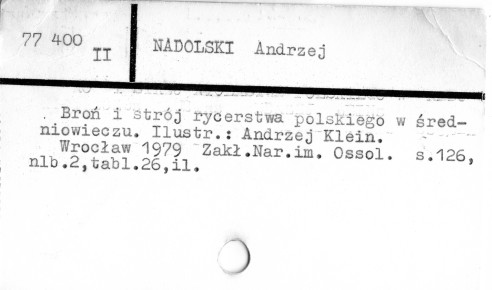 77 400
II
NADOLSKI Andrzej
Broń i strój rycerstwa polskiego w śred-
niowieczu. Ilustr.: Andrzej Klein.
Wrocław 1979 Zakł.Nar.im. Ossol. s.126,
nlb.2,tabl.26,il.